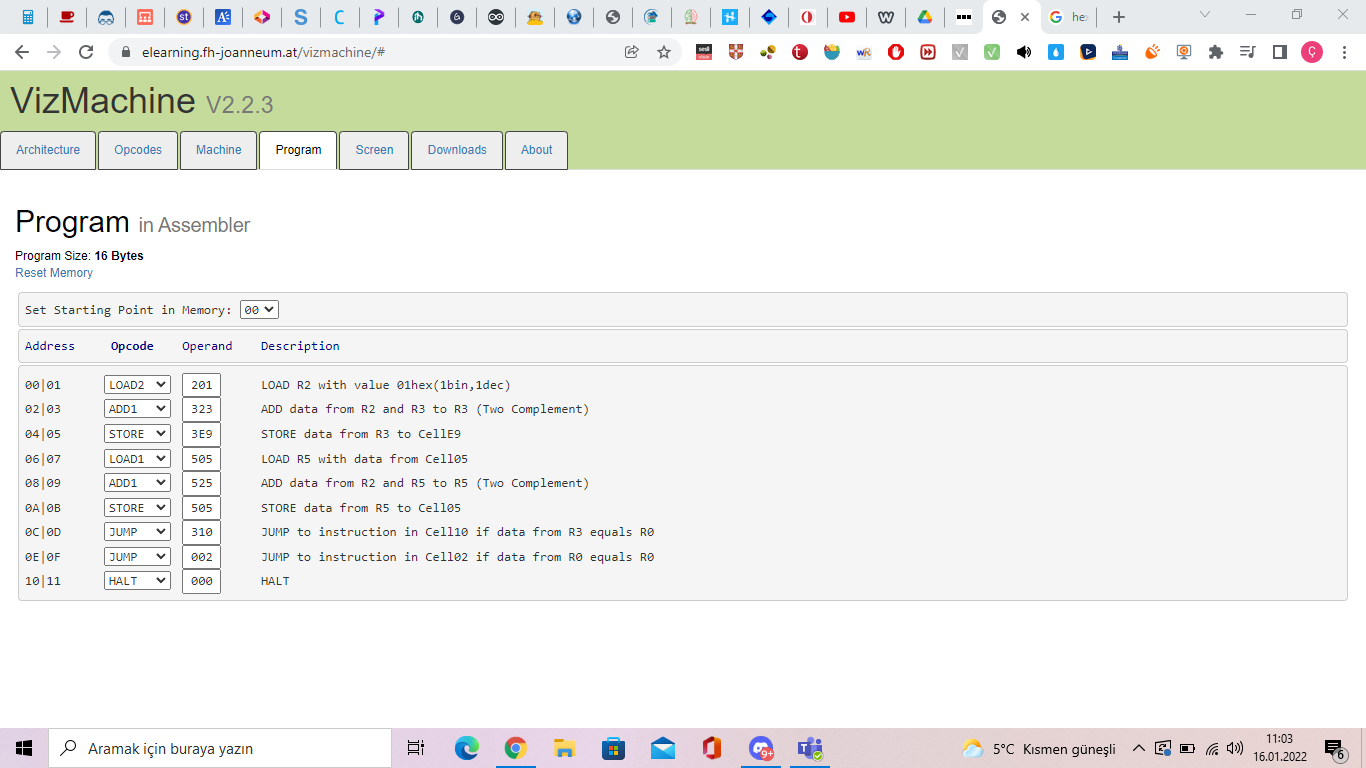 he
elearning.fh-joanneum.at/vizmachine/#
VizMachine V2.2.3
Architecture Opcodes Machine Program Screen Downloads About
Program in Assembler
Program Size: 16 Bytes
Reset Memory
Set Starting Point in Memory: 00
Address Opcode Operand Description
00|01 LOAD2 201 LOAD R2 with value 01hex(1bin,1dec)
02|03 ADD1 323 ADD data from R2 and R3 to R3 (Two Complement)
04|05 STORE 3E9 STORE data from R3 to CellE9
06|07 LOAD1 505 LOAD R5 with data from Cell05
08|09 ADD1 525 ADD data from R2 and R5 to R5 (Two Complement)
0A|0B STORE 505 STORE data from R5 to Cell05
0C|0D JUMP 310 JUMP to instruction in Cell10 if data from R3 equals R0
0E|0F JUMP 002 JUMP to instruction in Cell02 if data from R0 equals R0
10|11 HALT 000 HALT
Aramak için buraya yazın
9+
5°C Kısmen güneşli
11:03
16.01.2022
6